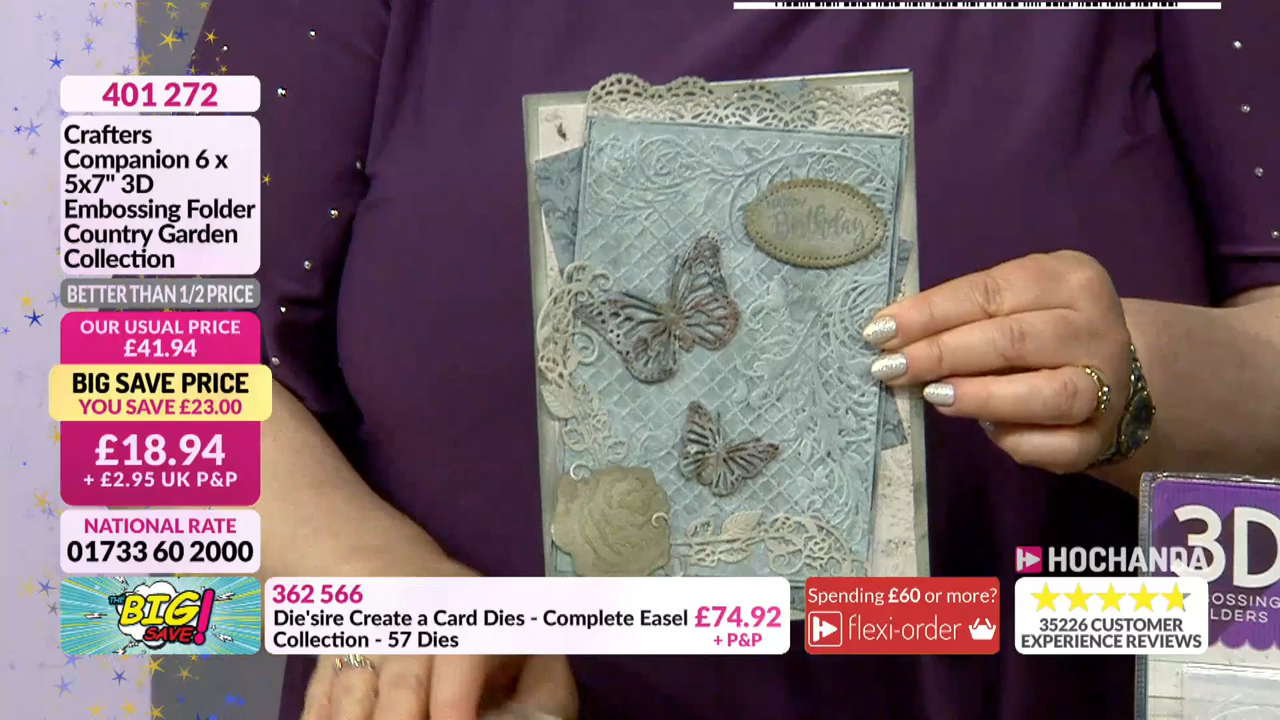 401 272
Crafters
Companion 6 x
5x7" 3D
Embossing Folder
Country Garden
Collection
BETTER THAN 1/2 PRICE
OUR USUAL PRICE
£41.94
BIG SAVE PRICE
YOU SAVE £23.00
£18.94
+ £2.95 UK P&P
NATIONAL RATE
01733 60 2000
Birthday
3D
HOCHANDA
THE
BIG
SAVE!
362 566
Die'sire Create a Card Dies - Complete Easel
Collection - 57 Dies
£74.92
+ P&P
Spending £60 or more?
flexi-order
35226 CUSTOMER
EXPERIENCE REVIEWS